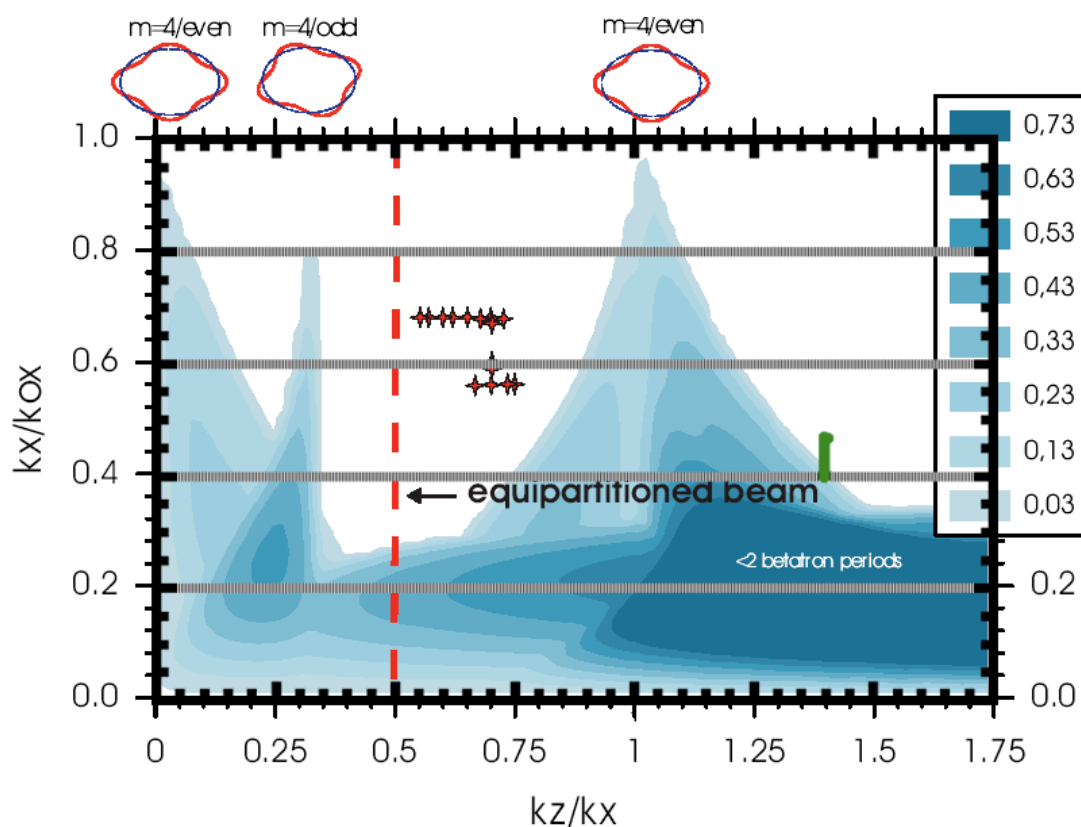 m=4/even m=4/odd m=4/even
1.0
0.8
0.6
0.4
0.2
0.0
kx/kox
0,73
0,63
0,53
0,43
0,33
0,23
0,13
0,03
equipartitioned beam
<2 betatron periods
0.2
0.0
0 0.25 0.5 0.75 1 1.25 1.5 1.75
kz/kx